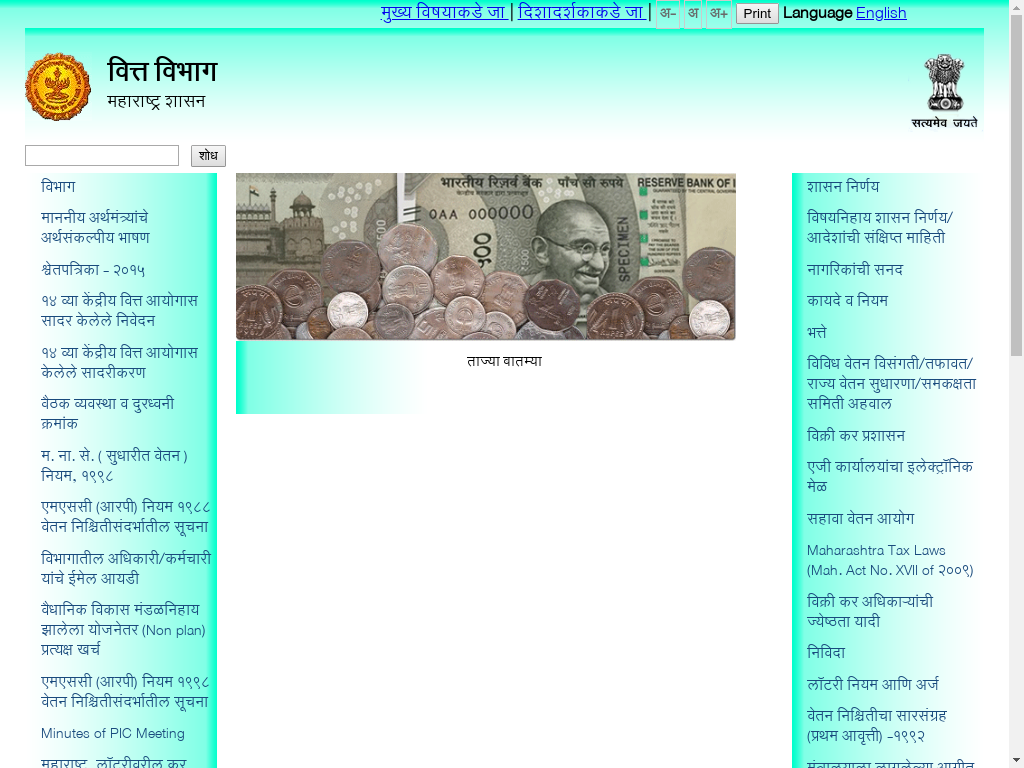 मुख्य विषयाकडे जा | दिशादर्शकाकडे जा | अ- अ अ+ Print Language English
वित्त विभाग
महाराष्ट्र शासन
सत्यमेव जयते
शोध
विभाग
माननीय अर्थमंत्र्यांचे
अर्थसंकल्पीय भाषण
श्वेतपत्रिका - २०१५
१४ व्या केंद्रीय वित्त आयोगास
सादर केलेले निवेदन
१४ व्या केंद्रीय वित्त आयोगास
केलेले सादरीकरण
वैठक व्यवस्था व दुरध्वनी
क्रमांक
म. ना. से. ( सुधारीत वेतन )
नियम, १९९८
एमएससी (आरपी) नियम १९८८
वेतन निश्चितीसंदर्भातील सूचना
विभागातील अधिकारी/कर्मचारी
यांचे ईमेल आयडी
वैधानिक विकास मंडळनिहाय
झालेला योजनेतर (Non plan)
प्रत्यक्ष खर्च
एमएससी (आरपी) नियम १९९८
वेतन निश्चितीसंदर्भातील सूचना
Minutes of PIC Meeting
महाराष्ट्र लॉटरीवरील कर
भारतीय रिज़र्व बैंक पाँच सौ रुपये RESERVE BANK OF I
0AA 000000
500
SPECIMEN
ताज्या वातम्या
शासन निर्णय
विषयनिहाय शासन निर्णय/
आदेशांची संक्षिप्त माहिती
नागरिकांची सनद
कायदे व नियम
भत्ते
विविध वेतन विसंगती/तफावत/
राज्य वेतन सुधारणा/समकक्षता
समिती अहवाल
विक्री कर प्रशासन
एजी कार्यालयांचा इलेक्ट्रॉनिक
मेळ
सहावा वेतन आयोग
Maharashtra Tax Laws
(Mah. Act No. XVII of २००९)
विक्री कर अधिकाऱ्यांची
ज्येष्ठता यादी
निविदा
लॉटरी नियम आणि अर्ज
वेतन निश्चितीचा सारसंग्रह
(प्रथम आवृत्ती) -१९९२
मंत्रालयाला लागलेल्या आगीत